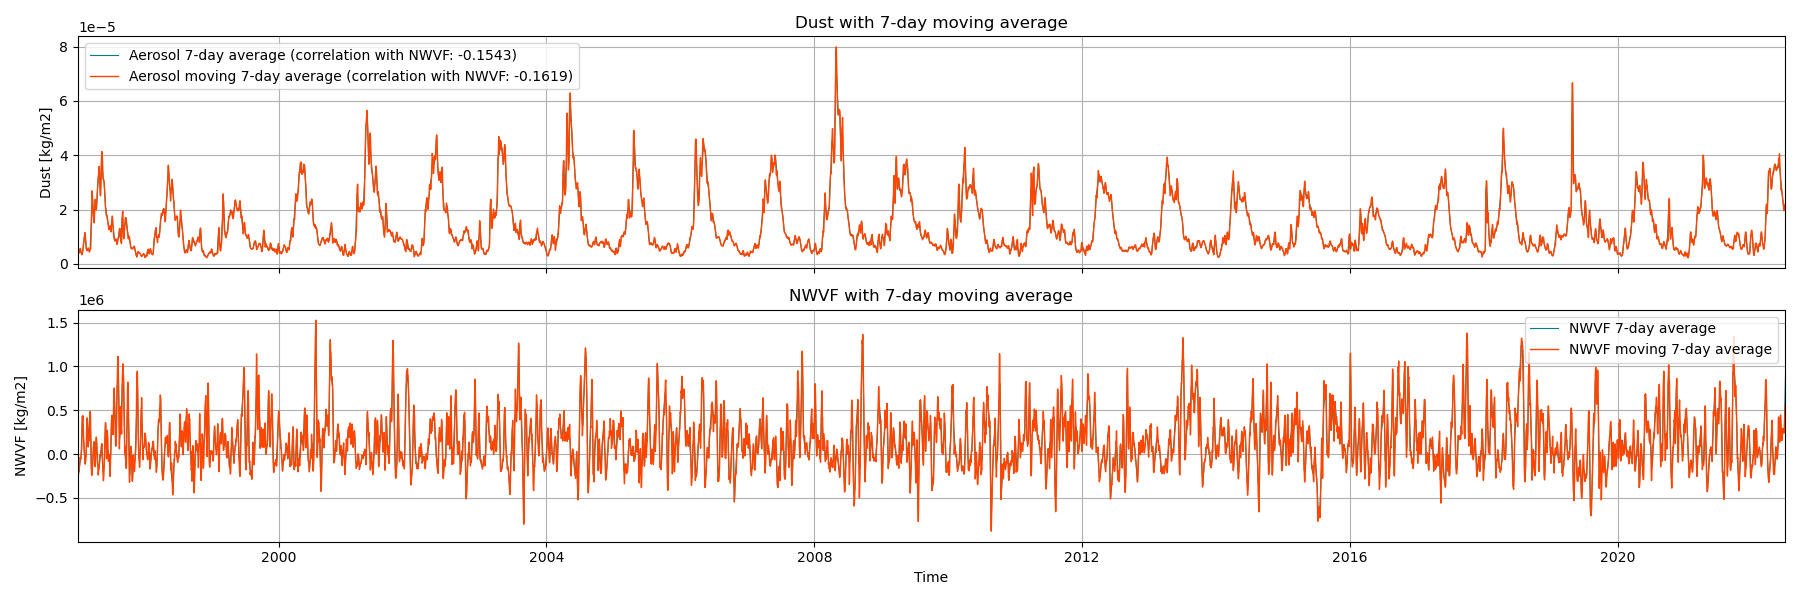 Dust with 7-day moving average
1e−5
Aerosol 7-day average (correlation with NWVF: -0.1543)
Aerosol moving 7-day average (correlation with NWVF: -0.1619)
8
6
4
2
0
Dust [kg/m2]
NWVF with 7-day moving average
1e6
NWVF 7-day average
NWVF moving 7-day average
1.5
1.0
0.5
0.0
−0.5
NWVF [kg/m2]
2000 2004 2008 2012 2016 2020
Time